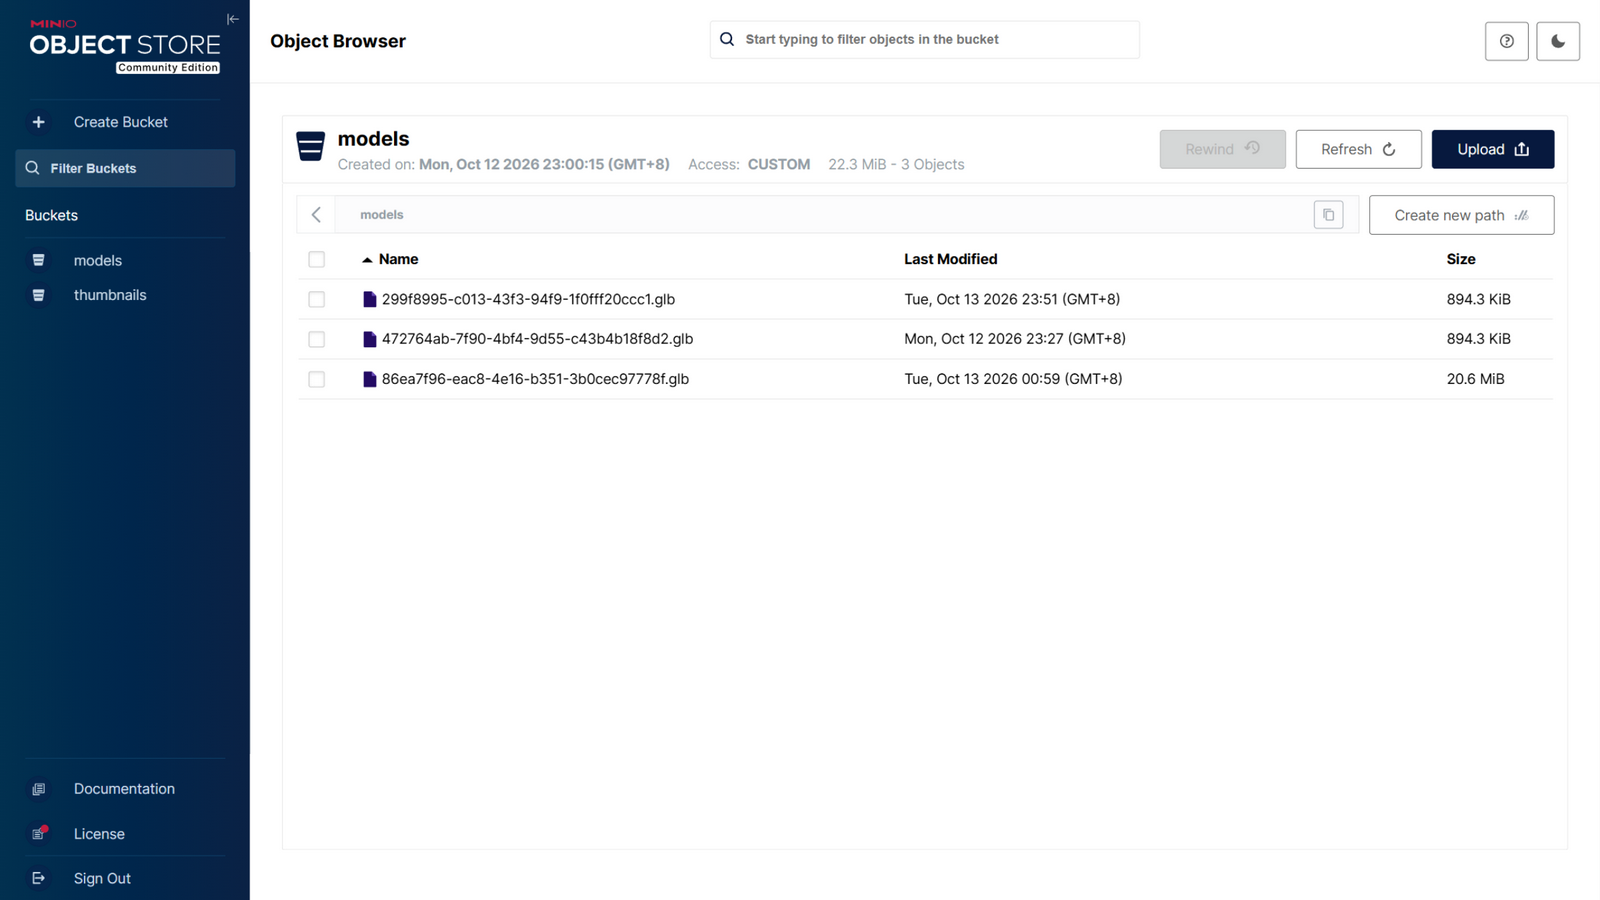 MINIO
OBJECT STORE
Community Edition
Create Bucket
Filter Buckets
Buckets
models
thumbnails
Documentation
License
Sign Out
Object Browser
Start typing to filter objects in the bucket
models
Created on: Mon, Oct 12 2026 23:00:15 (GMT+8) Access: CUSTOM 22.3 MiB - 3 Objects
Rewind
Refresh
Upload
models
Create new path
Name Last Modified Size
299f8995-c013-43f3-94f9-1f0fff20ccc1.glb Tue, Oct 13 2026 23:51 (GMT+8) 894.3 KiB
472764ab-7f90-4bf4-9d55-c43b4b18f8d2.glb Mon, Oct 12 2026 23:27 (GMT+8) 894.3 KiB
86ea7f96-eac8-4e16-b351-3b0cec97778f.glb Tue, Oct 13 2026 00:59 (GMT+8) 20.6 MiB